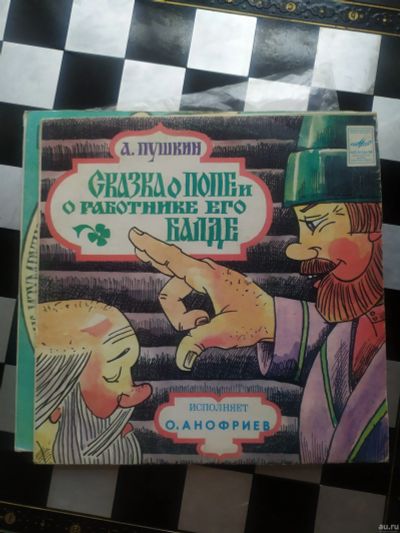 А. ПУШКИН
СКАЗКА О ПОПЕ И
О РАБОТНИКЕ ЕГО
БАЛДЕ
ИСПОЛНЯЕТ
О. АНОФРИЕВ
au.ru